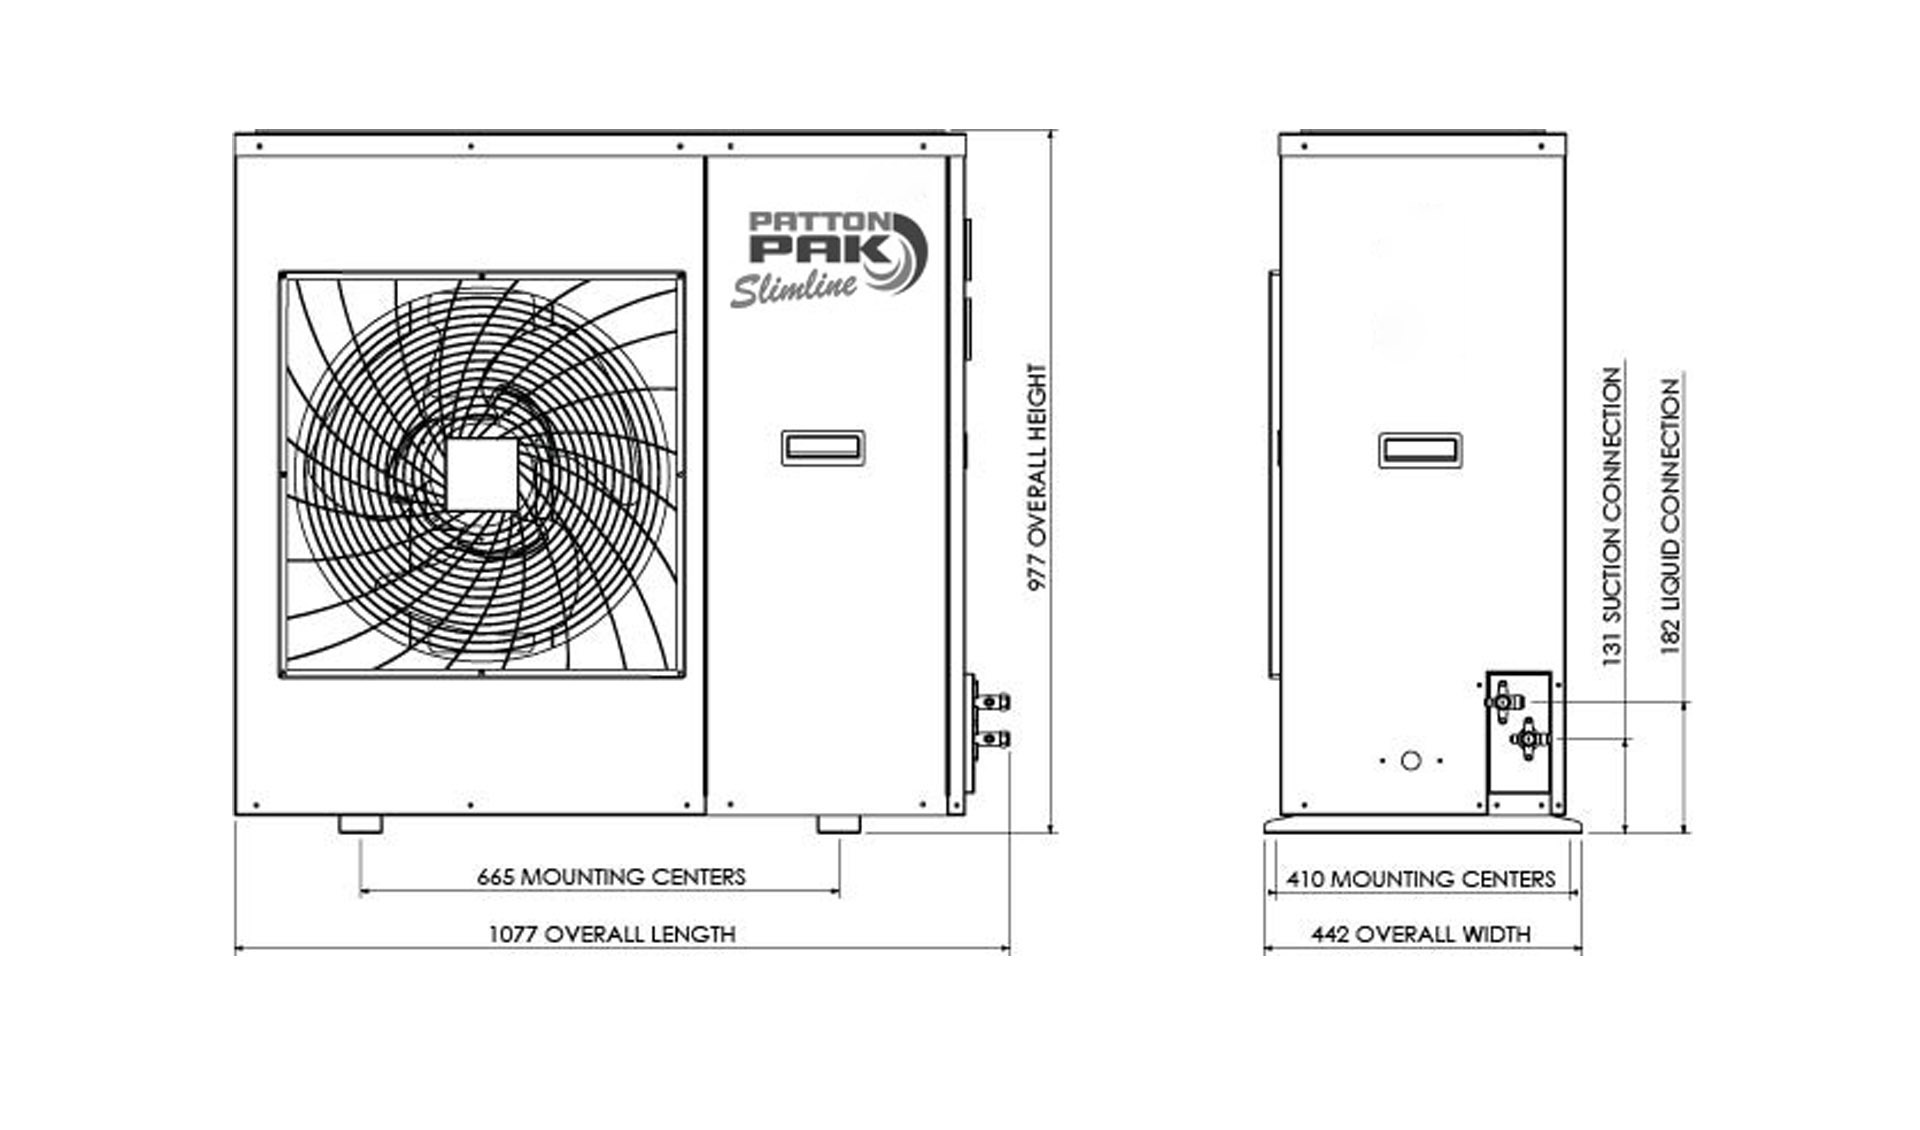 PATTON
PAK
Slimline
977 OVERALL HEIGHT
665 MOUNTING CENTERS
1077 OVERALL LENGTH
131 SUCTION CONNECTION
182 LIQUID CONNECTION
410 MOUNTING CENTERS
442 OVERALL WIDTH